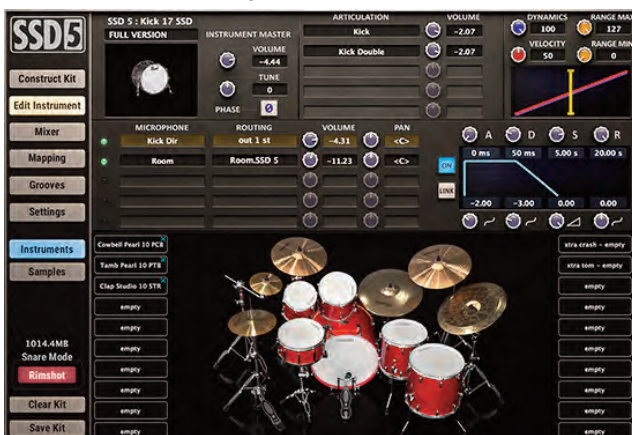 SSD5
Construct Kit
Edit Instrument
Mixer
Mapping
Grooves
Settings
Instruments
Samples
1014.4MB
Snare Mode
Rimshot
Clear Kit
Save Kit
SSD 5 : Kick 17 SSD
FULL VERSION
INSTRUMENT MASTER
VOLUME
-4.44
TUNE
0
PHASE
ARTICULATION VOLUME
Kick -2.07
Kick Double -2.07
DYNAMICS RANGE MAX
100 127
VELOCITY RANGE MIN
50 0
MICROPHONE ROUTING VOLUME PAN
Kick Dir out 1 st -4.31 <C>
Room Room.SSD 5 -11.23 <C>
ON
LINK
A D S R
0 ms 50 ms 5.00 s 20.00 s
-2.00 -3.00 0.00 0.00
Cowbell Pearl 10 PCB
Tamb Pearl 10 PTB
Clap Studio 10 STR
empty
empty
empty
empty
empty
empty
empty
xtra crash - empty
xtra tom - empty
empty
empty
empty
empty
empty
empty
empty
empty